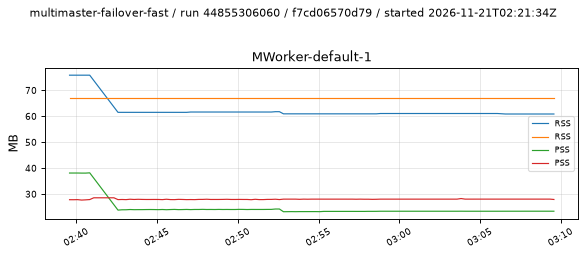 multimaster-failover-fast / run 44855306060 / f7cd06570d79 / started 2026-11-21T02:21:34Z
MWorker-default-1
MB
70
60
50
40
30
RSS
RSS
PSS
PSS
02:40
02:45
02:50
02:55
03:00
03:05
03:10